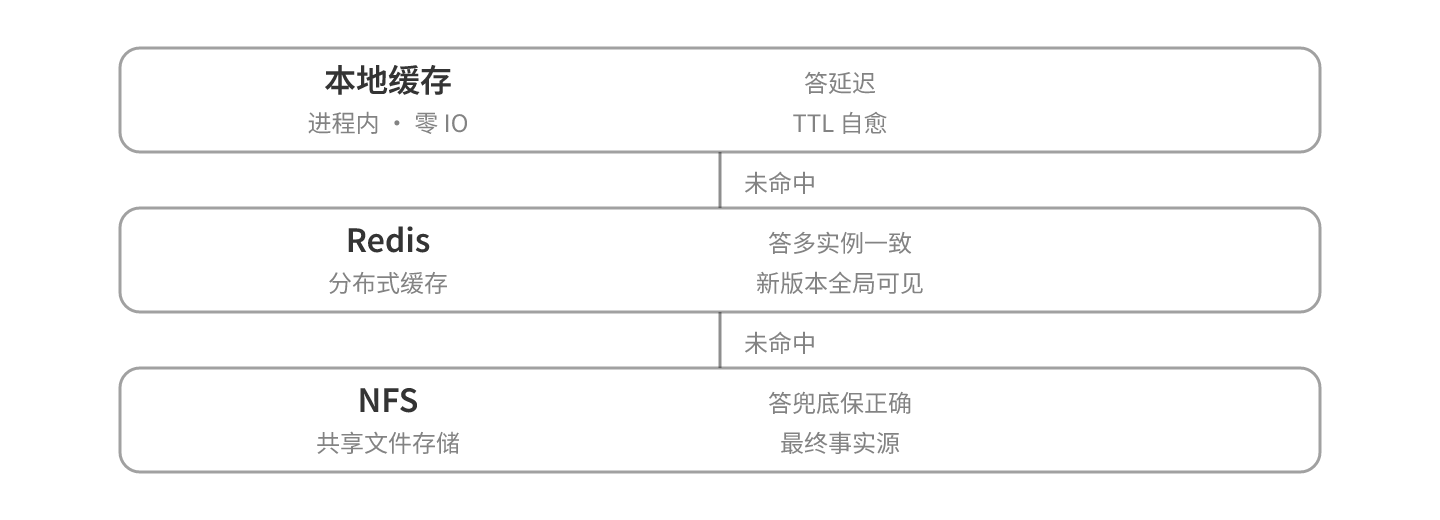 本地缓存
进程内 · 零 IO
答延迟
TTL 自愈
未命中
Redis
分布式缓存
答多实例一致
新版本全局可见
未命中
NFS
共享文件存储
答兜底保正确
最终事实源